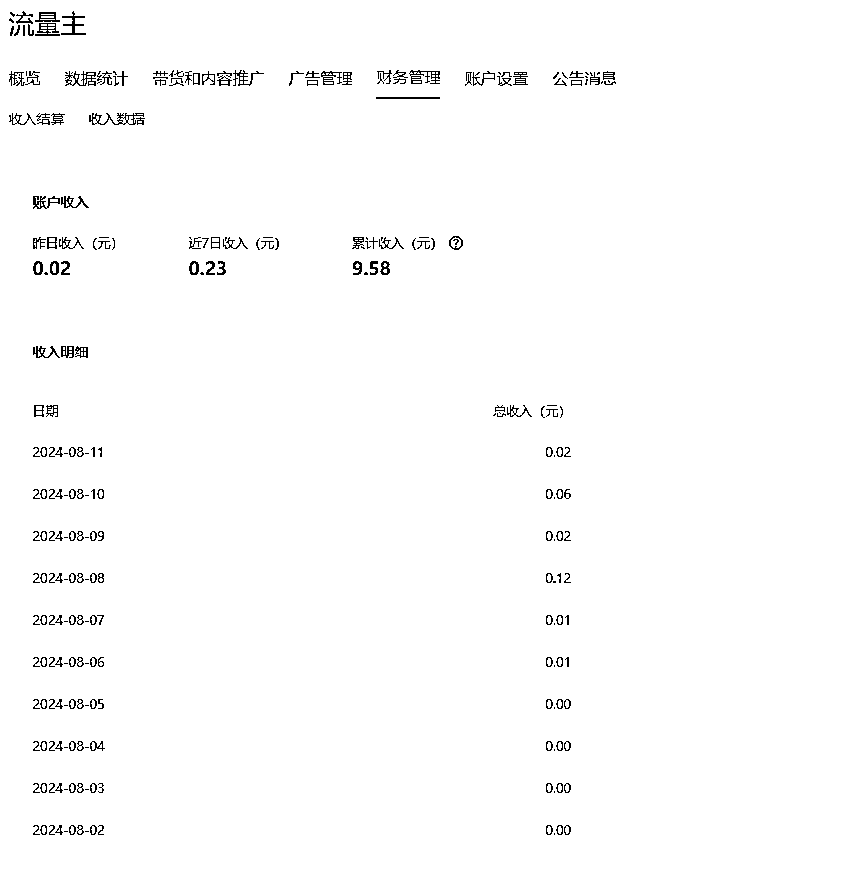 流量主
概览 数据统计 带货和内容推广 广告管理 财务管理 账户设置 公告消息
收入结算 收入数据
账户收入
昨日收入（元） 近7日收入（元） 累计收入（元） ?
0.02 0.23 9.58
收入明细
日期 总收入（元）
2024-08-11 0.02
2024-08-10 0.06
2024-08-09 0.02
2024-08-08 0.12
2024-08-07 0.01
2024-08-06 0.01
2024-08-05 0.00
2024-08-04 0.00
2024-08-03 0.00
2024-08-02 0.00